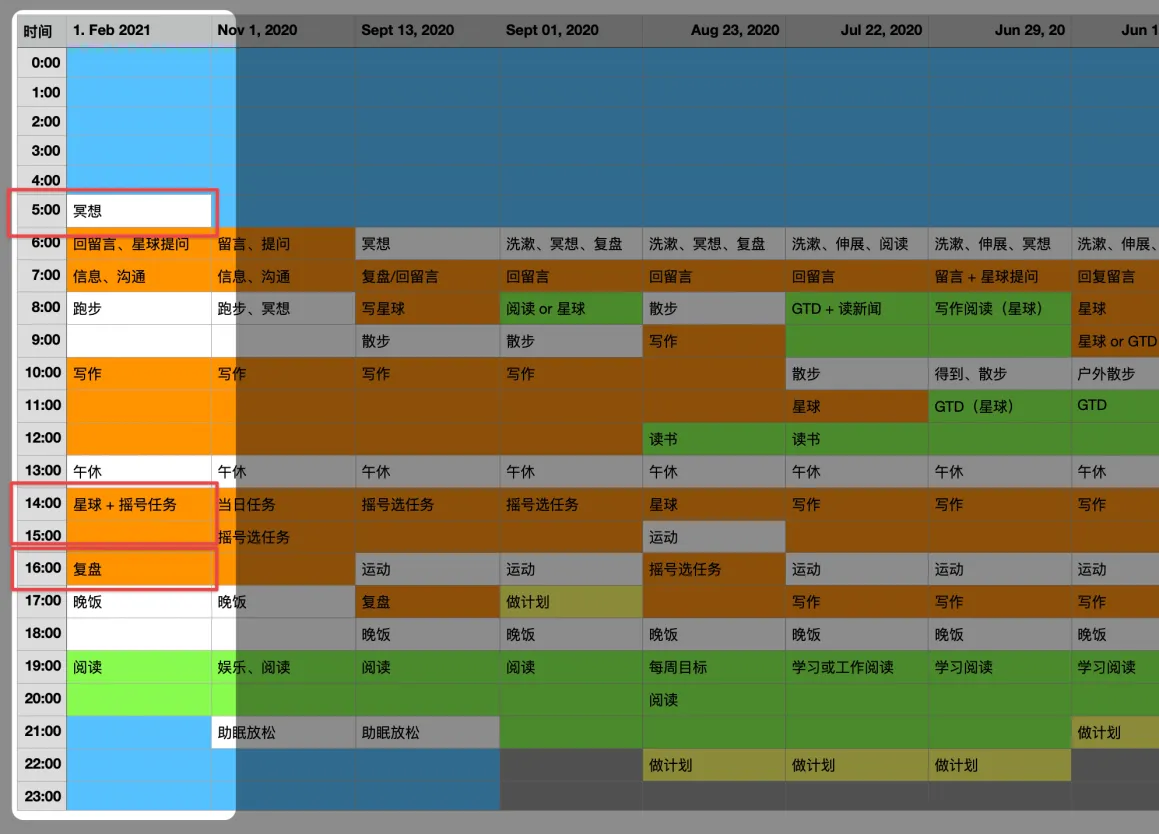 时间 1. Feb 2021 Nov 1, 2020 Sept 13, 2020 Sept 01, 2020 Aug 23, 2020 Jul 22, 2020 Jun 29, 20 Jun 1
0:00
1:00
2:00
3:00
4:00
5:00 冥想
6:00 回留言、星球提问 留言、提问 冥想 洗漱、冥想、复盘 洗漱、冥想、复盘 洗漱、伸展、阅读 洗漱、伸展、冥想 洗漱、伸展、
7:00 信息、沟通 信息、沟通 复盘/回留言 回留言 回留言 回留言 留言 + 星球提问 回复留言
8:00 跑步 跑步、冥想 写星球 阅读 or 星球 散步 GTD + 读新闻 写作阅读（星球） 星球
9:00 散步 散步 写作 星球 or GTD
10:00 写作 写作 写作 写作 散步 得到、散步 户外散步
11:00 星球 GTD（星球） GTD
12:00 读书 读书
13:00 午休 午休 午休 午休 午休 午休 午休 午休
14:00 星球 + 摇号任务 当日任务 摇号选任务 摇号选任务 星球 写作 写作 写作
15:00 摇号选任务 运动
16:00 复盘 运动 运动 摇号选任务 运动 运动 运动
17:00 晚饭 晚饭 复盘 做计划 写作 写作 写作
18:00 晚饭 晚饭 晚饭 晚饭 晚饭 晚饭
19:00 阅读 娱乐、阅读 阅读 阅读 每周目标 学习或工作阅读 学习阅读 学习阅读
20:00 阅读
21:00 助眠放松 助眠放松 做计划
22:00 做计划 做计划 做计划
23:00